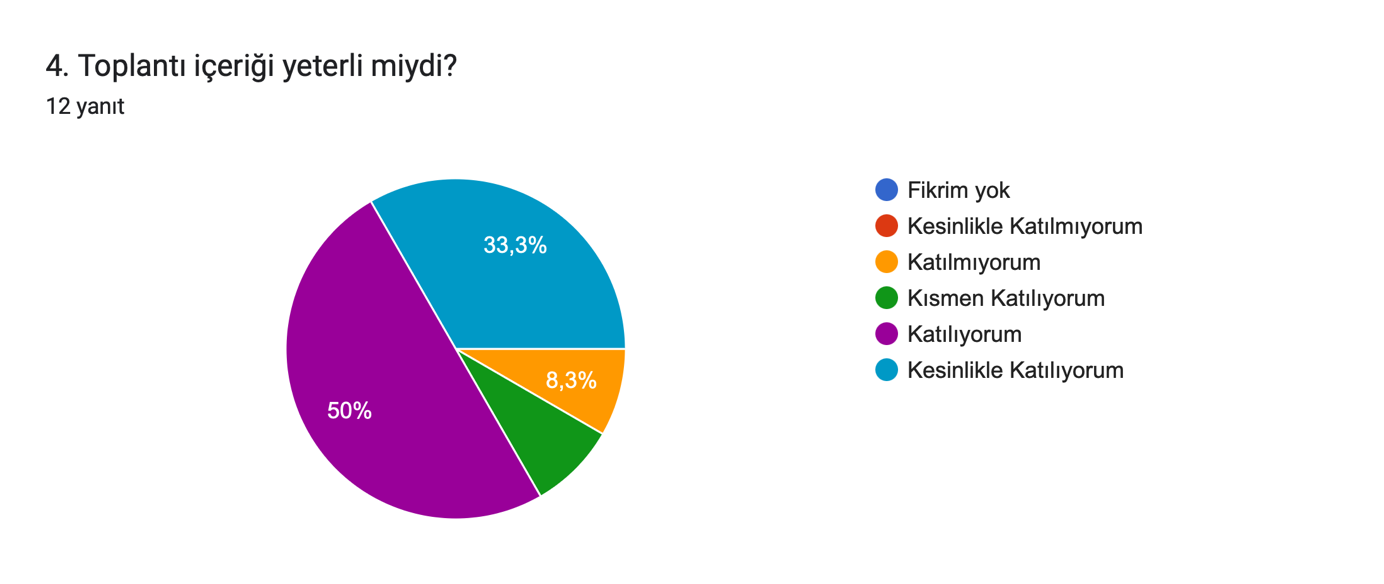 4. Toplantı içeriği yeterli miydi?
12 yanıt
33,3%
8,3%
50%
Fikrim yok
Kesinlikle Katılmıyorum
Katılmıyorum
Kısmen Katılıyorum
Katılıyorum
Kesinlikle Katılıyorum